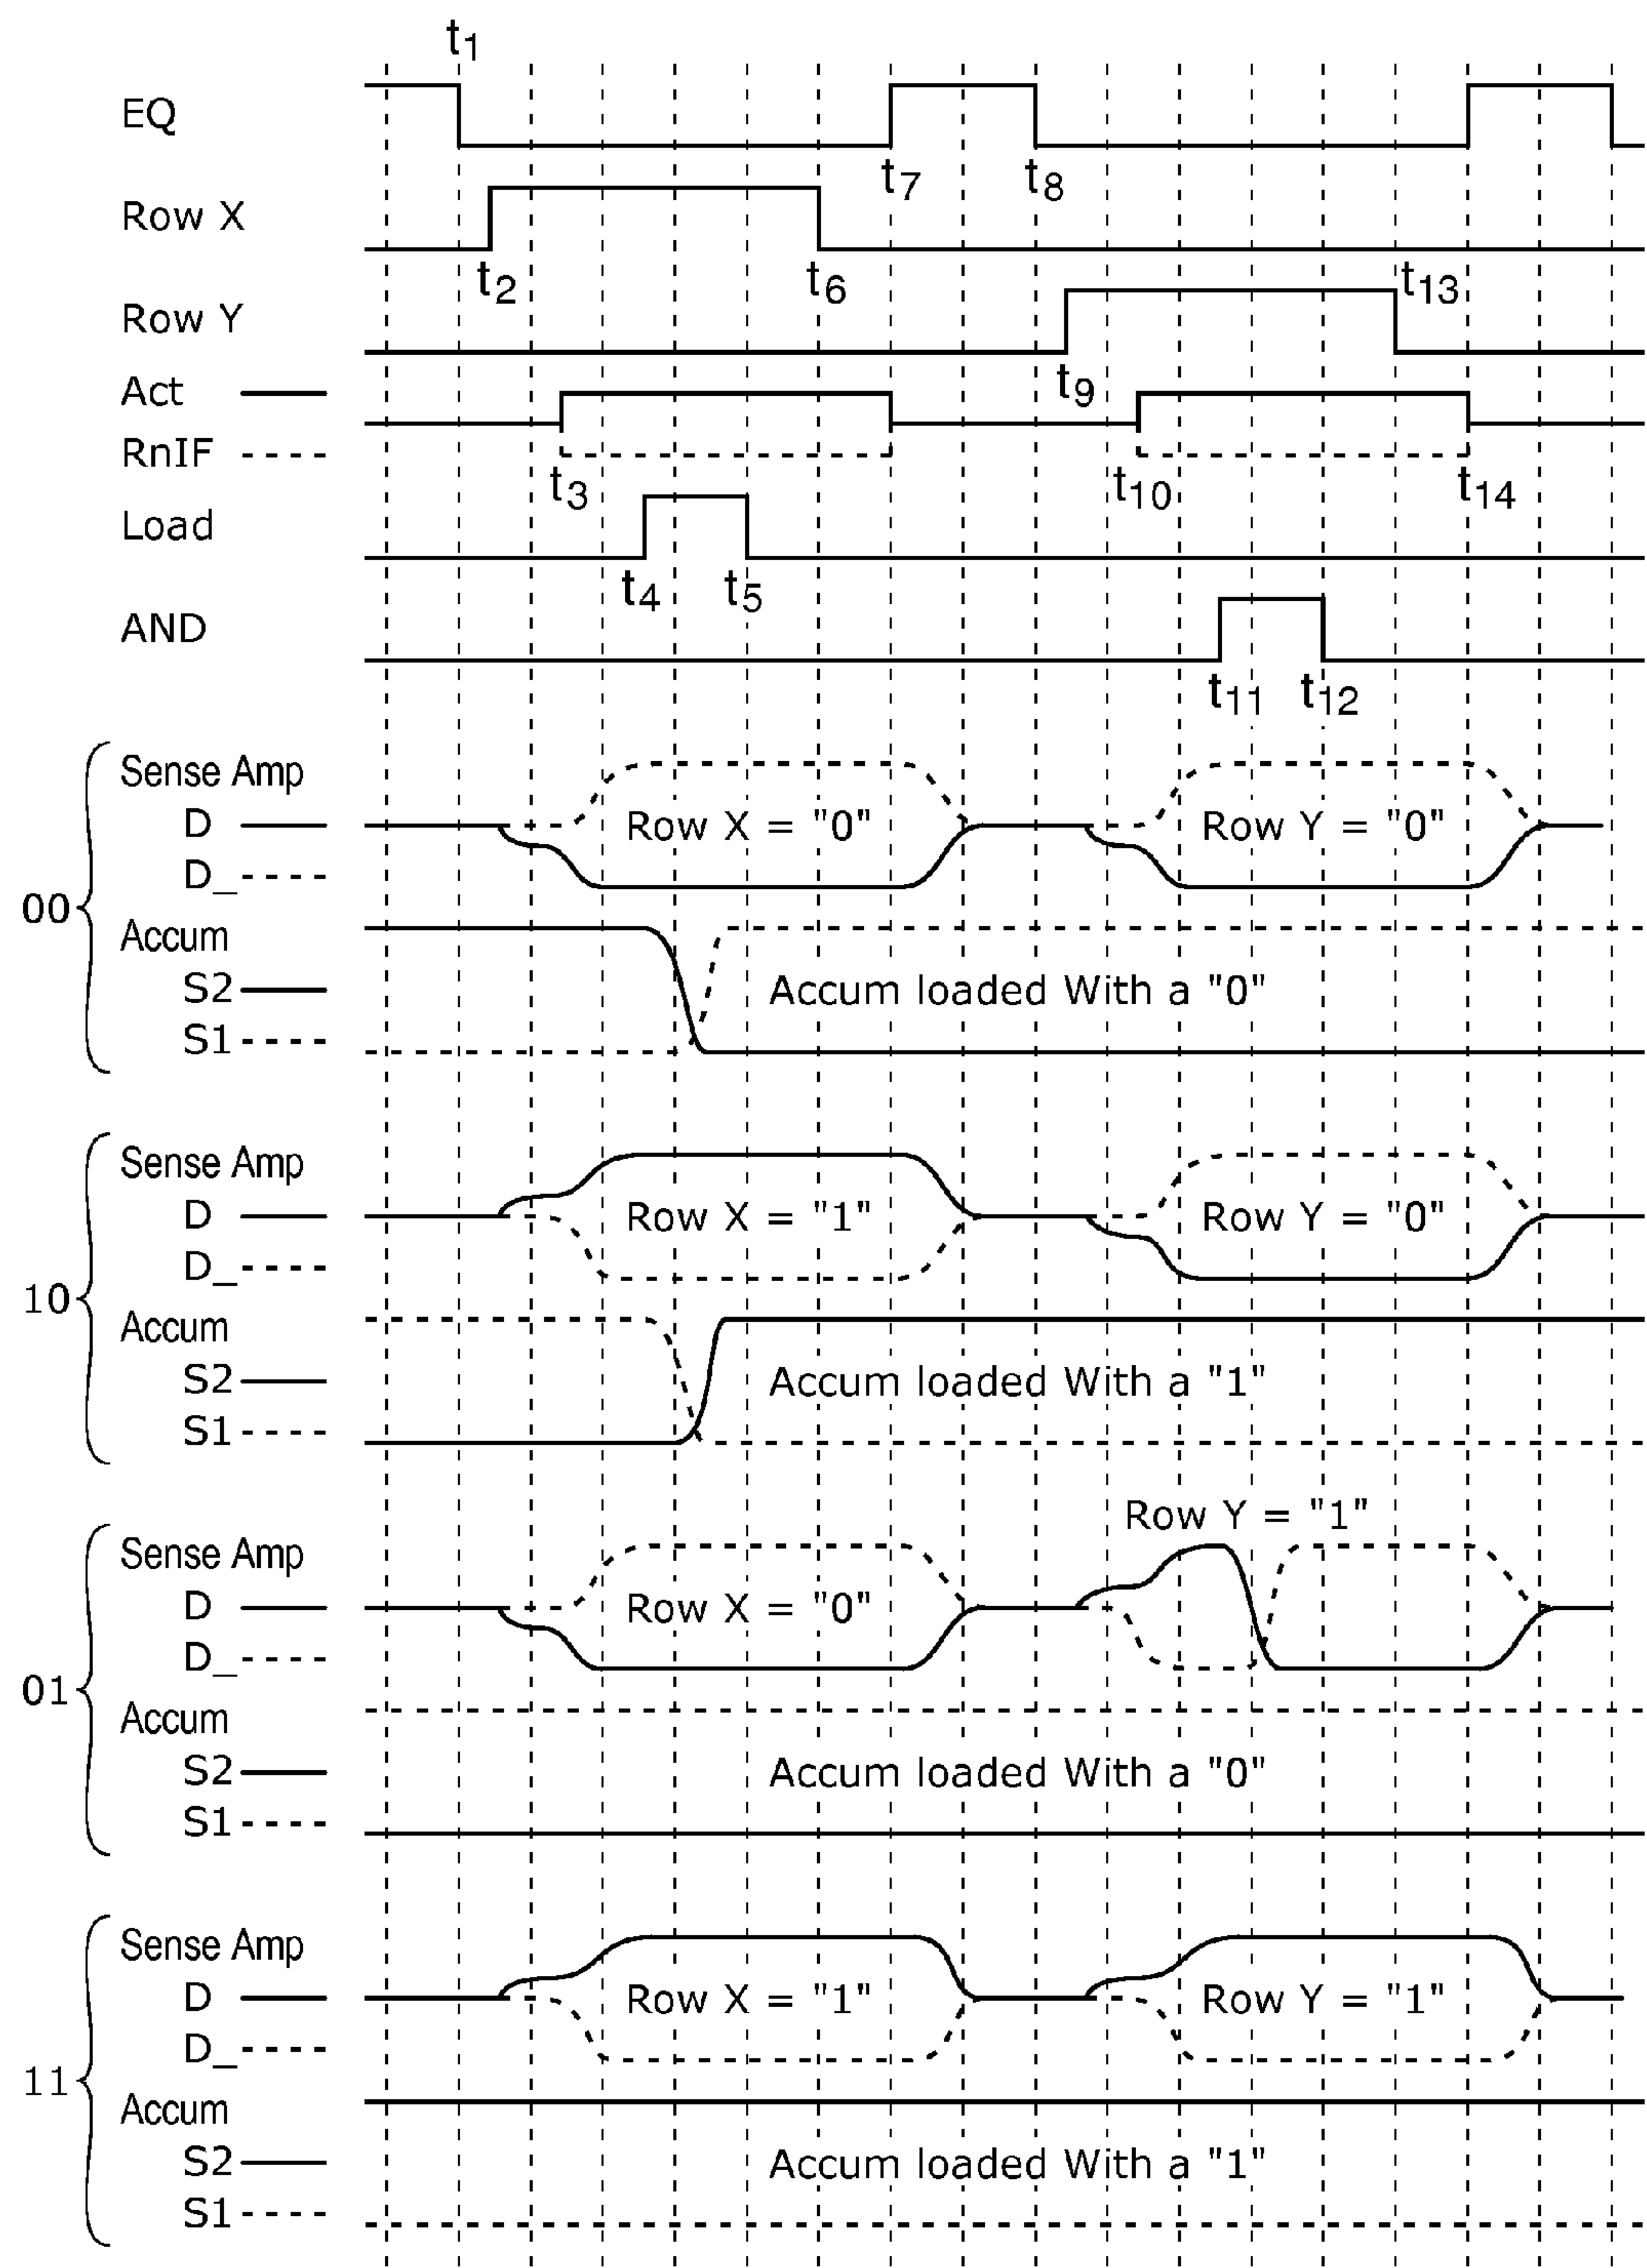 t1
EQ
t7 t8
Row X
t2 t6 t13
Row Y
t9
Act
RnIF
t3 t10 t14
Load
t4 t5
AND
t11 t12
00
Sense Amp
D
D_
Row X = "0" Row Y = "0"
Accum
S2
S1
Accum loaded With a "0"
10
Sense Amp
D
D_
Row X = "1" Row Y = "0"
Accum
S2
S1
Accum loaded With a "1"
01
Row Y = "1"
Sense Amp
D
D_
Row X = "0"
Accum
S2
S1
Accum loaded With a "0"
11
Sense Amp
D
D_
Row X = "1" Row Y = "1"
Accum
S2
S1
Accum loaded With a "1"